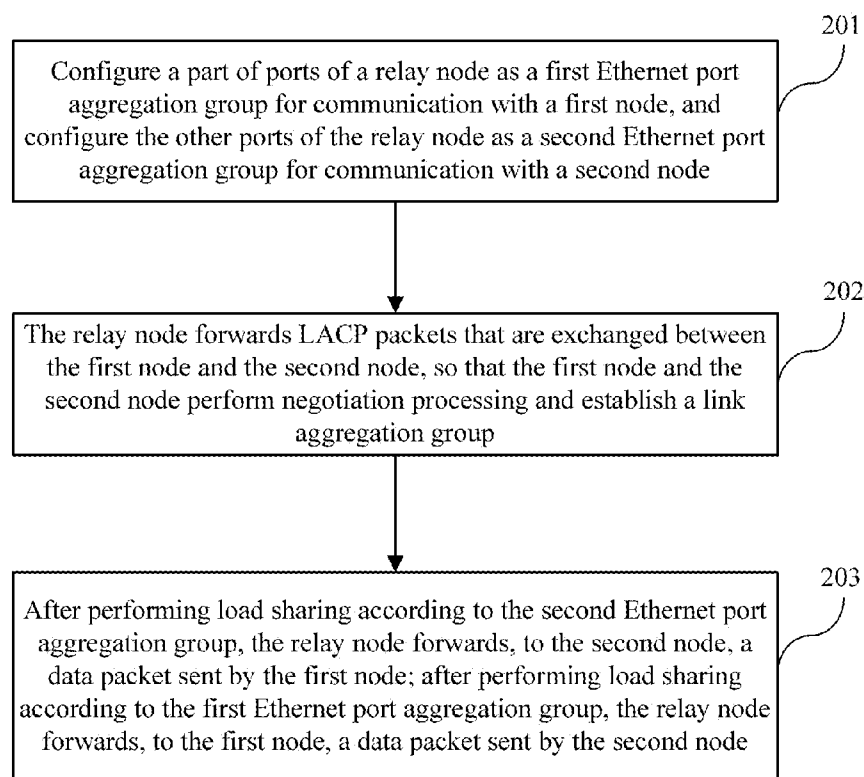 201
Configure a part of ports of a relay node as a first Ethernet port
aggregation group for communication with a first node, and
configure the other ports of the relay node as a second Ethernet port
aggregation group for communication with a second node
202
The relay node forwards LACP packets that are exchanged between
the first node and the second node, so that the first node and the
second node perform negotiation processing and establish a link
aggregation group
203
After performing load sharing according to the second Ethernet port
aggregation group, the relay node forwards, to the second node, a
data packet sent by the first node; after performing load sharing
according to the first Ethernet port aggregation group, the relay node
forwards, to the first node, a data packet sent by the second node